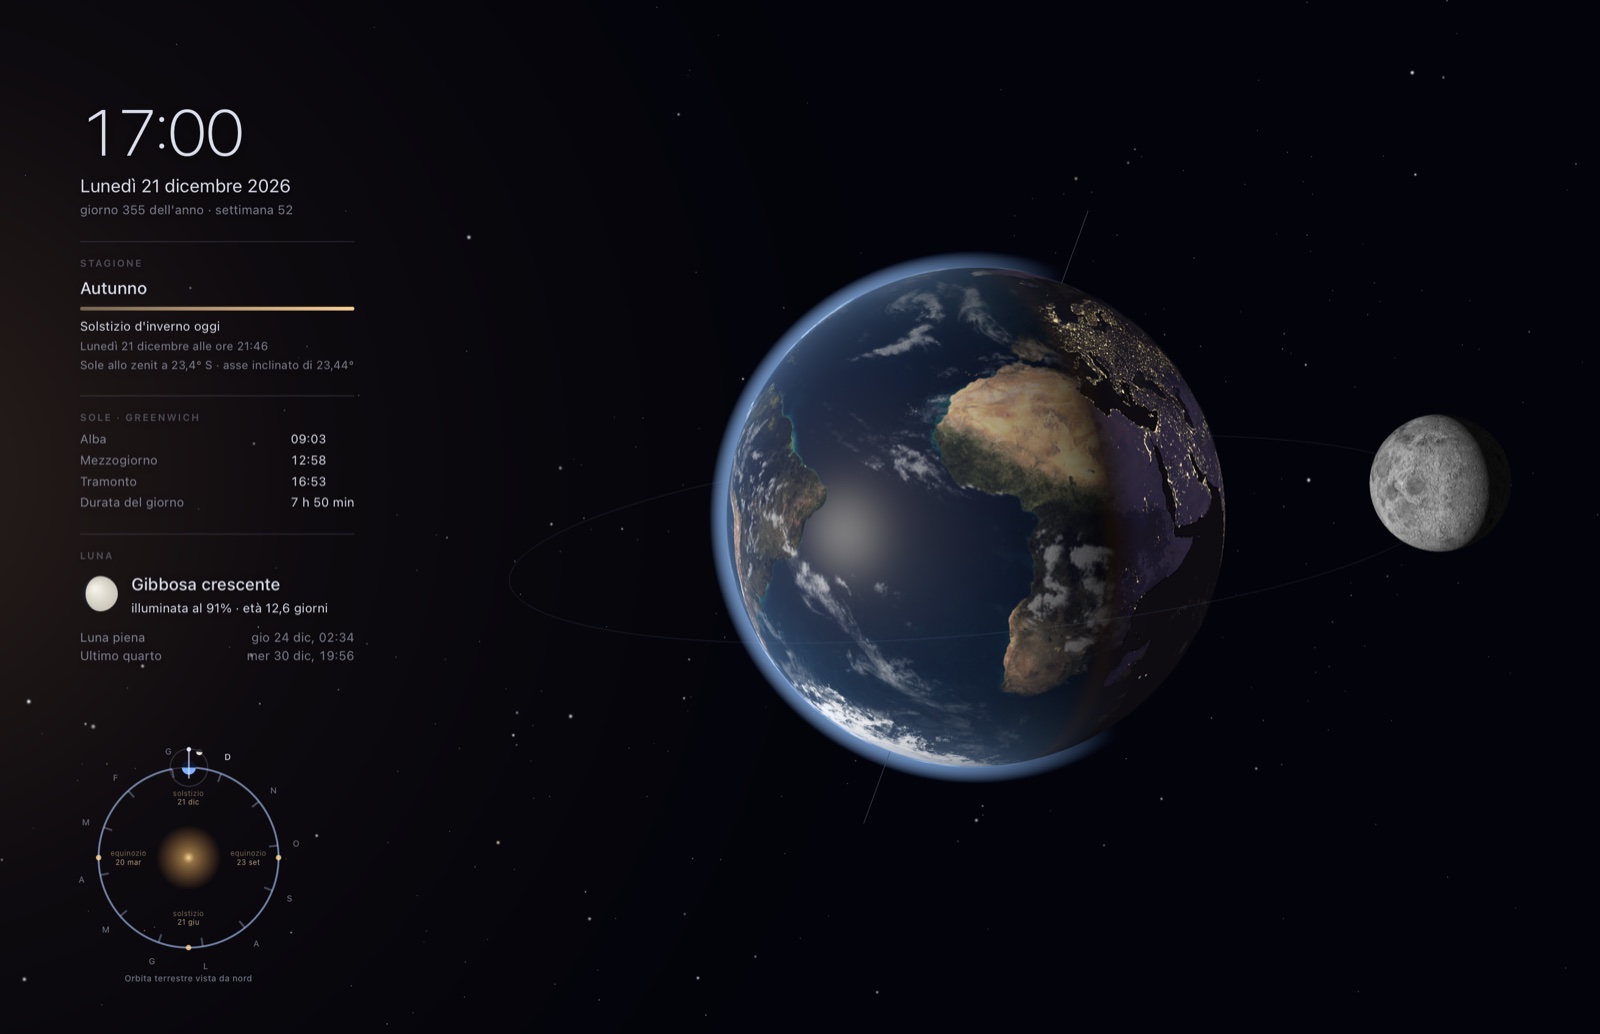 17:00
Lunedì 21 dicembre 2026
giorno 355 dell'anno · settimana 52
STAGIONE
Autunno
Solstizio d'inverno oggi
Lunedì 21 dicembre alle ore 21:46
Sole allo zenit a 23,4° S · asse inclinato di 23,44°
SOLE · GREENWICH
Alba 09:03
Mezzogiorno 12:58
Tramonto 16:53
Durata del giorno 7 h 50 min
LUNA
Gibbosa crescente
illuminata al 91% · età 12,6 giorni
Luna piena gio 24 dic, 02:34
Ultimo quarto mer 30 dic, 19:56
G D
F N
solstizio
21 dic
M O
equinozio equinozio
20 mar 23 set
A S
solstizio
21 giu
M A
G L
Orbita terrestre vista da nord